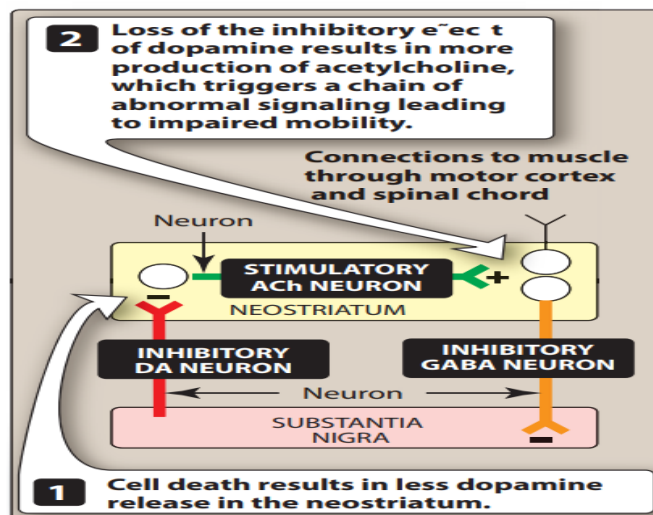 2 Loss of the inhibitory e˜ec t
of dopamine results in more
production of acetylcholine,
which triggers a chain of
abnormal signaling leading
to impaired mobility.
Connections to muscle
through motor cortex
and spinal chord
Neuron
STIMULATORY
ACh NEURON
+
NEOSTRIATUM
–
INHIBITORY
DA NEURON
INHIBITORY
GABA NEURON
Neuron
SUBSTANTIA
NIGRA
–
1 Cell death results in less dopamine
release in the neostriatum.